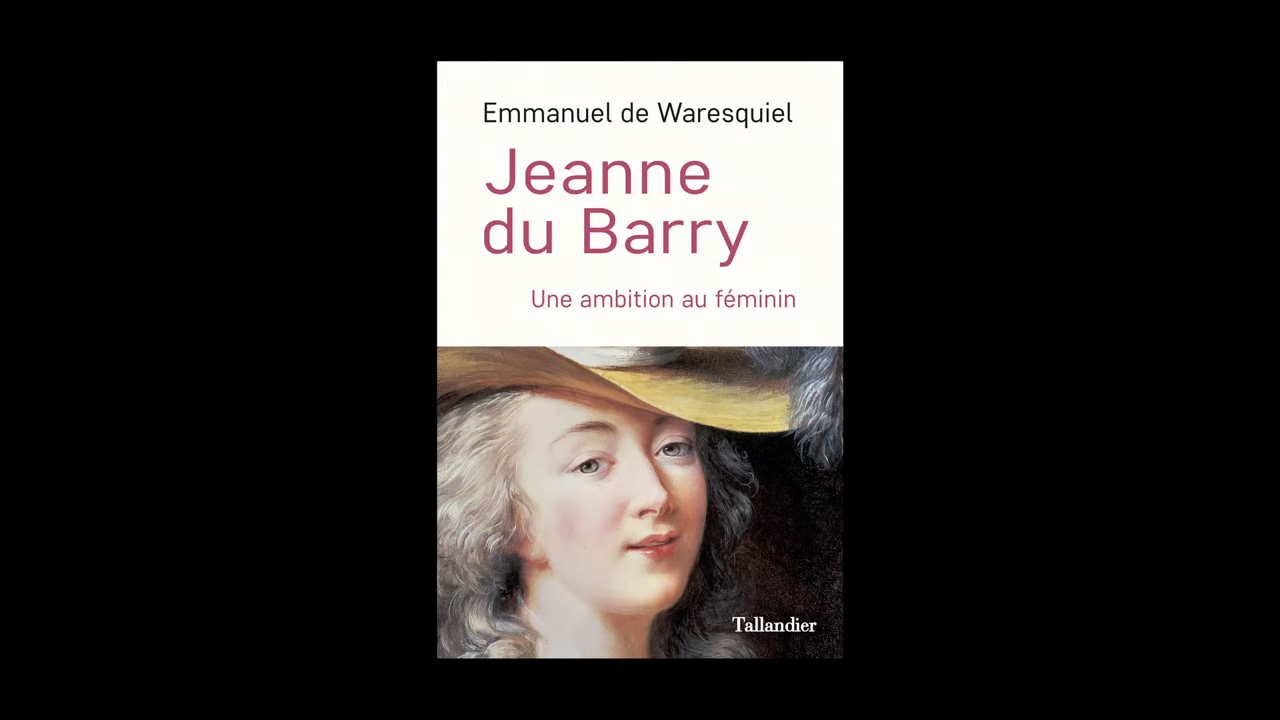 Emmanuel de Waresquiel
Jeanne
du Barry
Une ambition au féminin
Tallandier